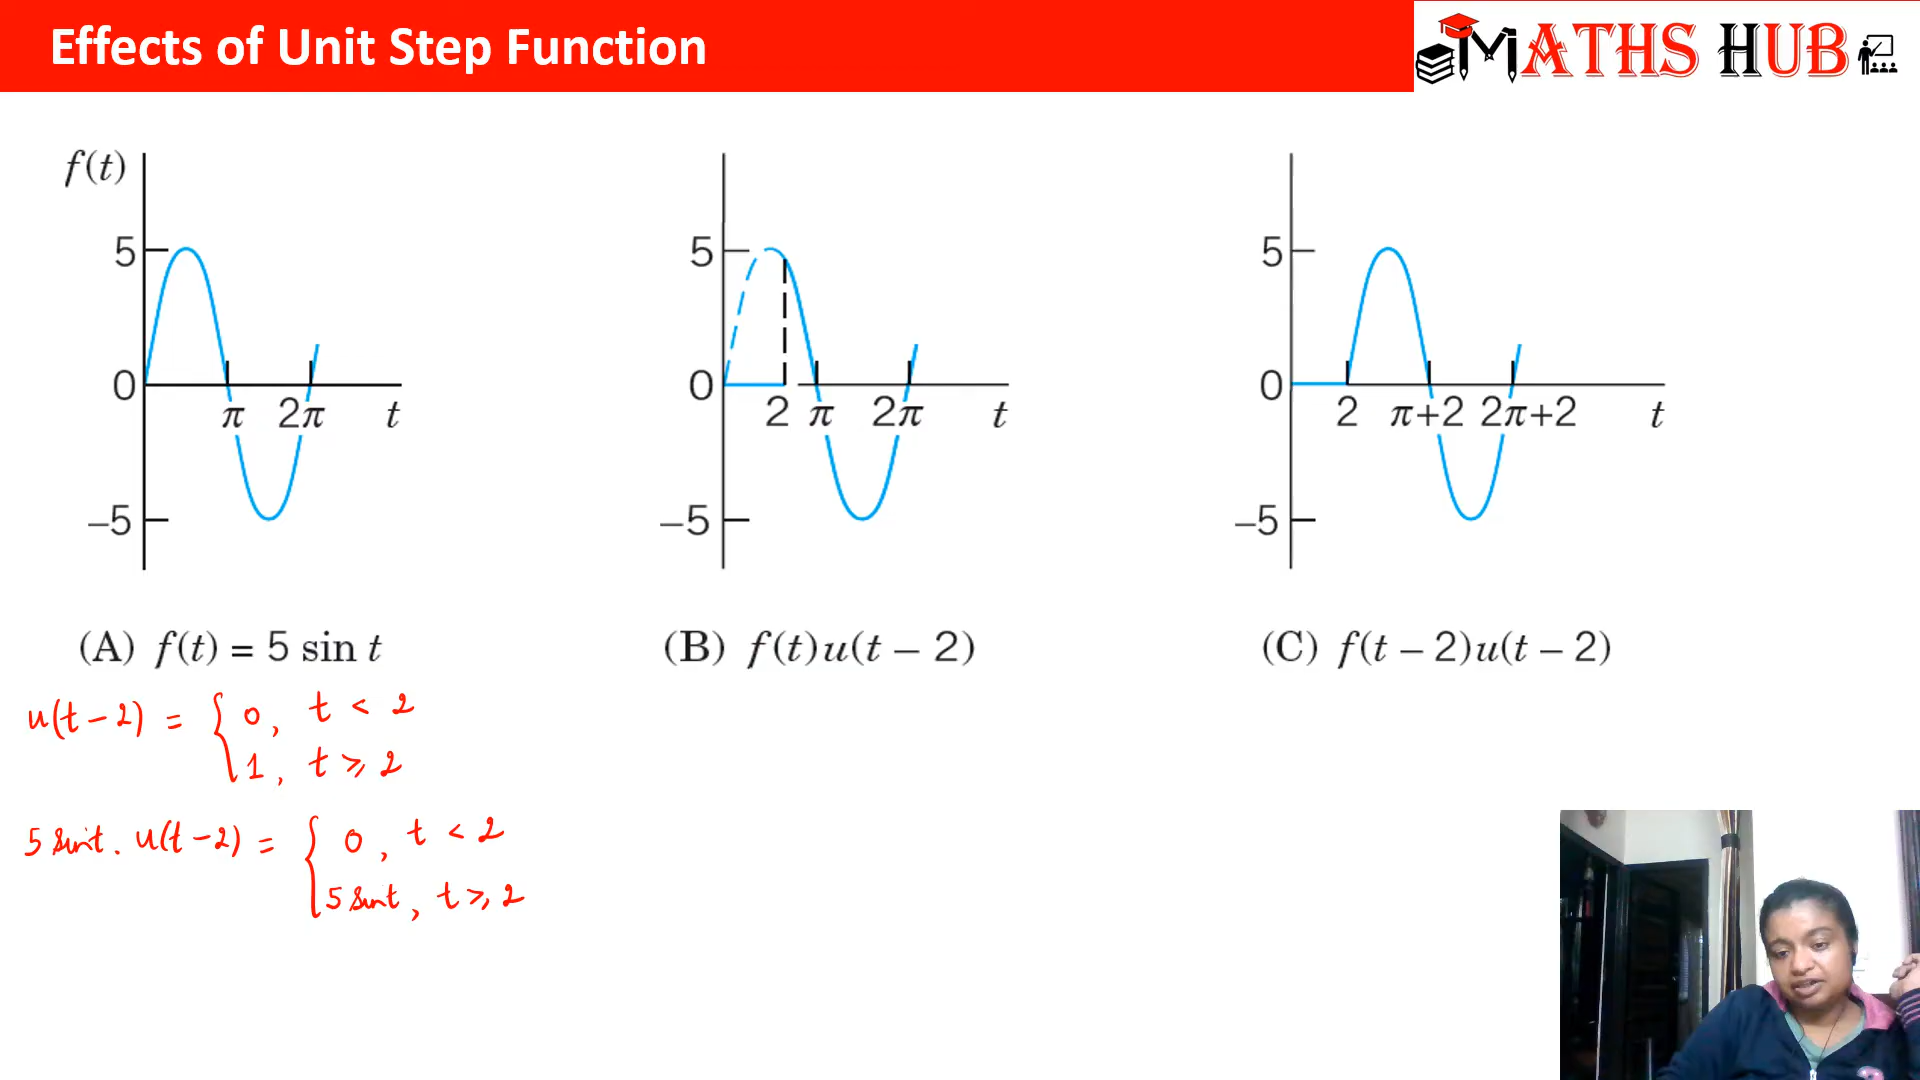 Effects of Unit Step Function
MATHS HUB
f(t)
5
0
π 2π t
–5
5
0
2 π 2π t
–5
5
0
2 π+2 2π+2 t
–5
(A) f(t) = 5 sin t
(B) f(t)u(t – 2)
(C) f(t – 2)u(t – 2)
u(t – 2) = { 0, t < 2
1, t ≥ 2
5 sint . u(t – 2) = { 0, t < 2
5 sint, t ≥ 2